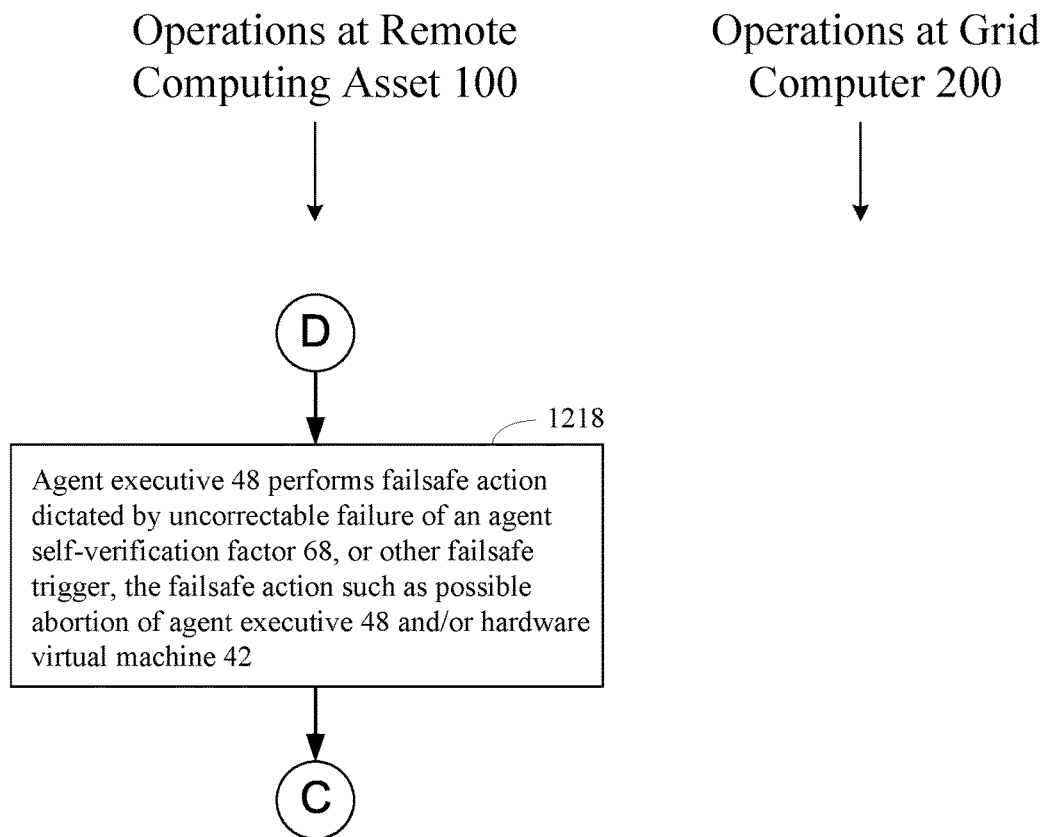 Operations at Remote
Computing Asset 100
Operations at Grid
Computer 200
D
1218
Agent executive 48 performs failsafe action
dictated by uncorrectable failure of an agent
self-verification factor 68, or other failsafe
trigger, the failsafe action such as possible
abortion of agent executive 48 and/or hardware
virtual machine 42
C